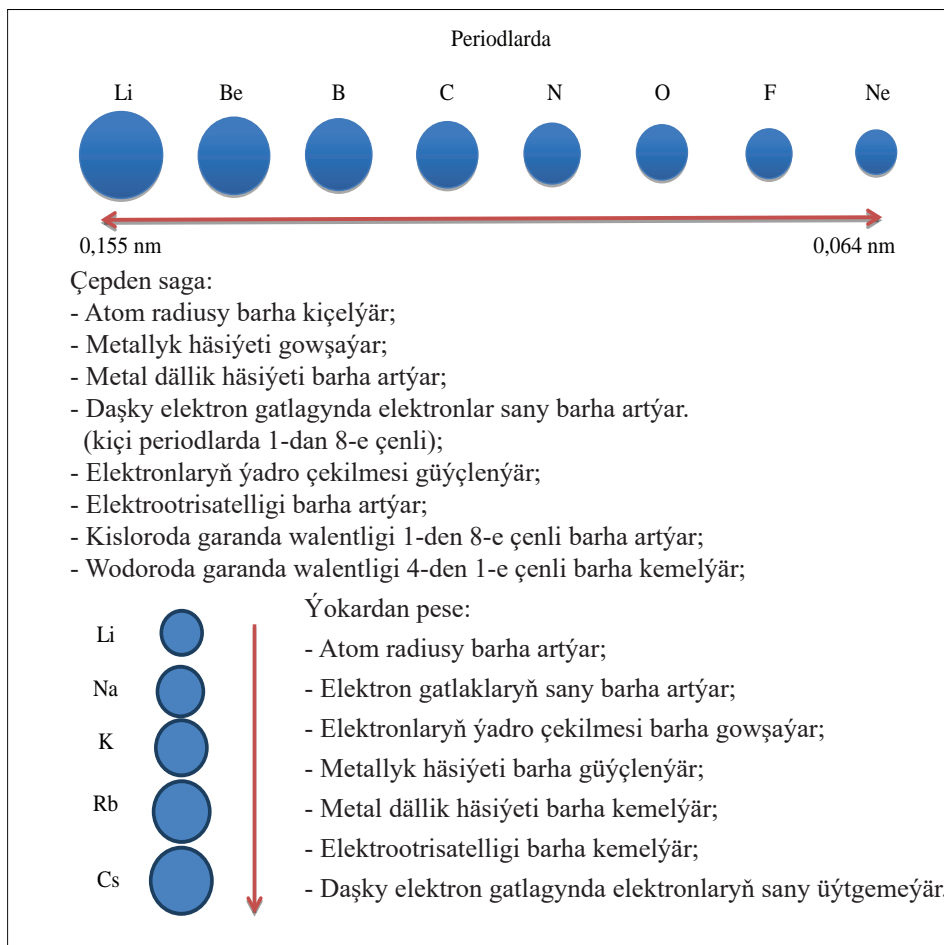 Periodlarda
Li Be B C N O F Ne
0,155 nm 0,064 nm
Çepden saga:
- Atom radiusy barha kiçelýär;
- Metallyk häsiýeti gowşaýar;
- Metal dällik häsiýeti barha artýar;
- Daşky elektron gatlagynda elektronlar sany barha artýar.
(kiçi periodlarda 1-dan 8-e çenli);
- Elektronlaryň ýadro çekilmesi güýçlenýär;
- Elektrootrisatelligi barha artýar;
- Kisloroda garanda walentligi 1-den 8-e çenli barha artýar;
- Wodoroda garanda walentligi 4-den 1-e çenli barha kemelýär;
Li
Na
K
Rb
Cs
Ýokardan pese:
- Atom radiusy barha artýar;
- Elektron gatlaklaryň sany barha artýar;
- Elektronlaryň ýadro çekilmesi barha gowşaýar;
- Metallyk häsiýeti barha güýçlenýär;
- Metal dällik häsiýeti barha kemelýär;
- Elektrootrisatelligi barha kemelýär;
- Daşky elektron gatlagynda elektronlaryň sany üýtgemeýär.